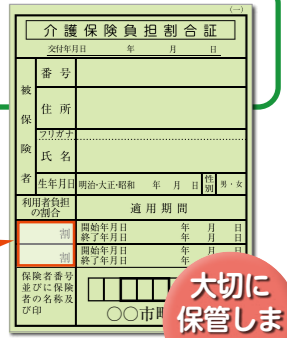 (一)
介護保険負担割合証
交付年月日 年 月 日
被保険者
番号
住所
フリガナ
氏名
生年月日 明治・大正・昭和 年 月 日 性別 男・女
利用者負担の割合 適用期間
割 開始年月日 年 月 日
終了年月日 年 月 日
割 開始年月日 年 月 日
終了年月日 年
保険者番号
並びに保険
者の名称及
び印
〇〇市町
大切に
保管しま